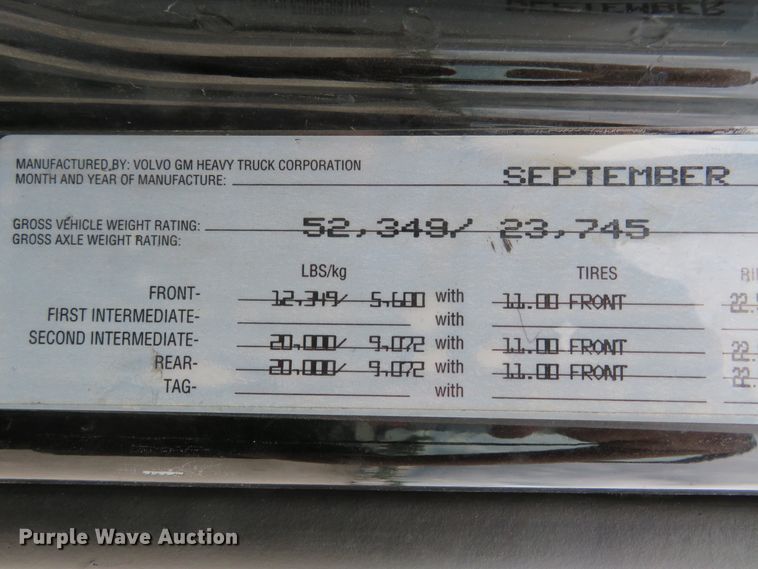 SEPTEMBER
MANUFACTURED BY: VOLVO GM HEAVY TRUCK CORPORATION
MONTH AND YEAR OF MANUFACTURE: SEPTEMBER
GROSS VEHICLE WEIGHT RATING: 52,349/ 23,745
GROSS AXLE WEIGHT RATING:
LBS/kg TIRES
FRONT- 12,349/ 5,600 with 11.00 FRONT
FIRST INTERMEDIATE- with
SECOND INTERMEDIATE- 20,000/ 9,072 with 11.00 FRONT
REAR- 20,000/ 9,072 with 11.00 FRONT
TAG- with
Purple Wave Auction